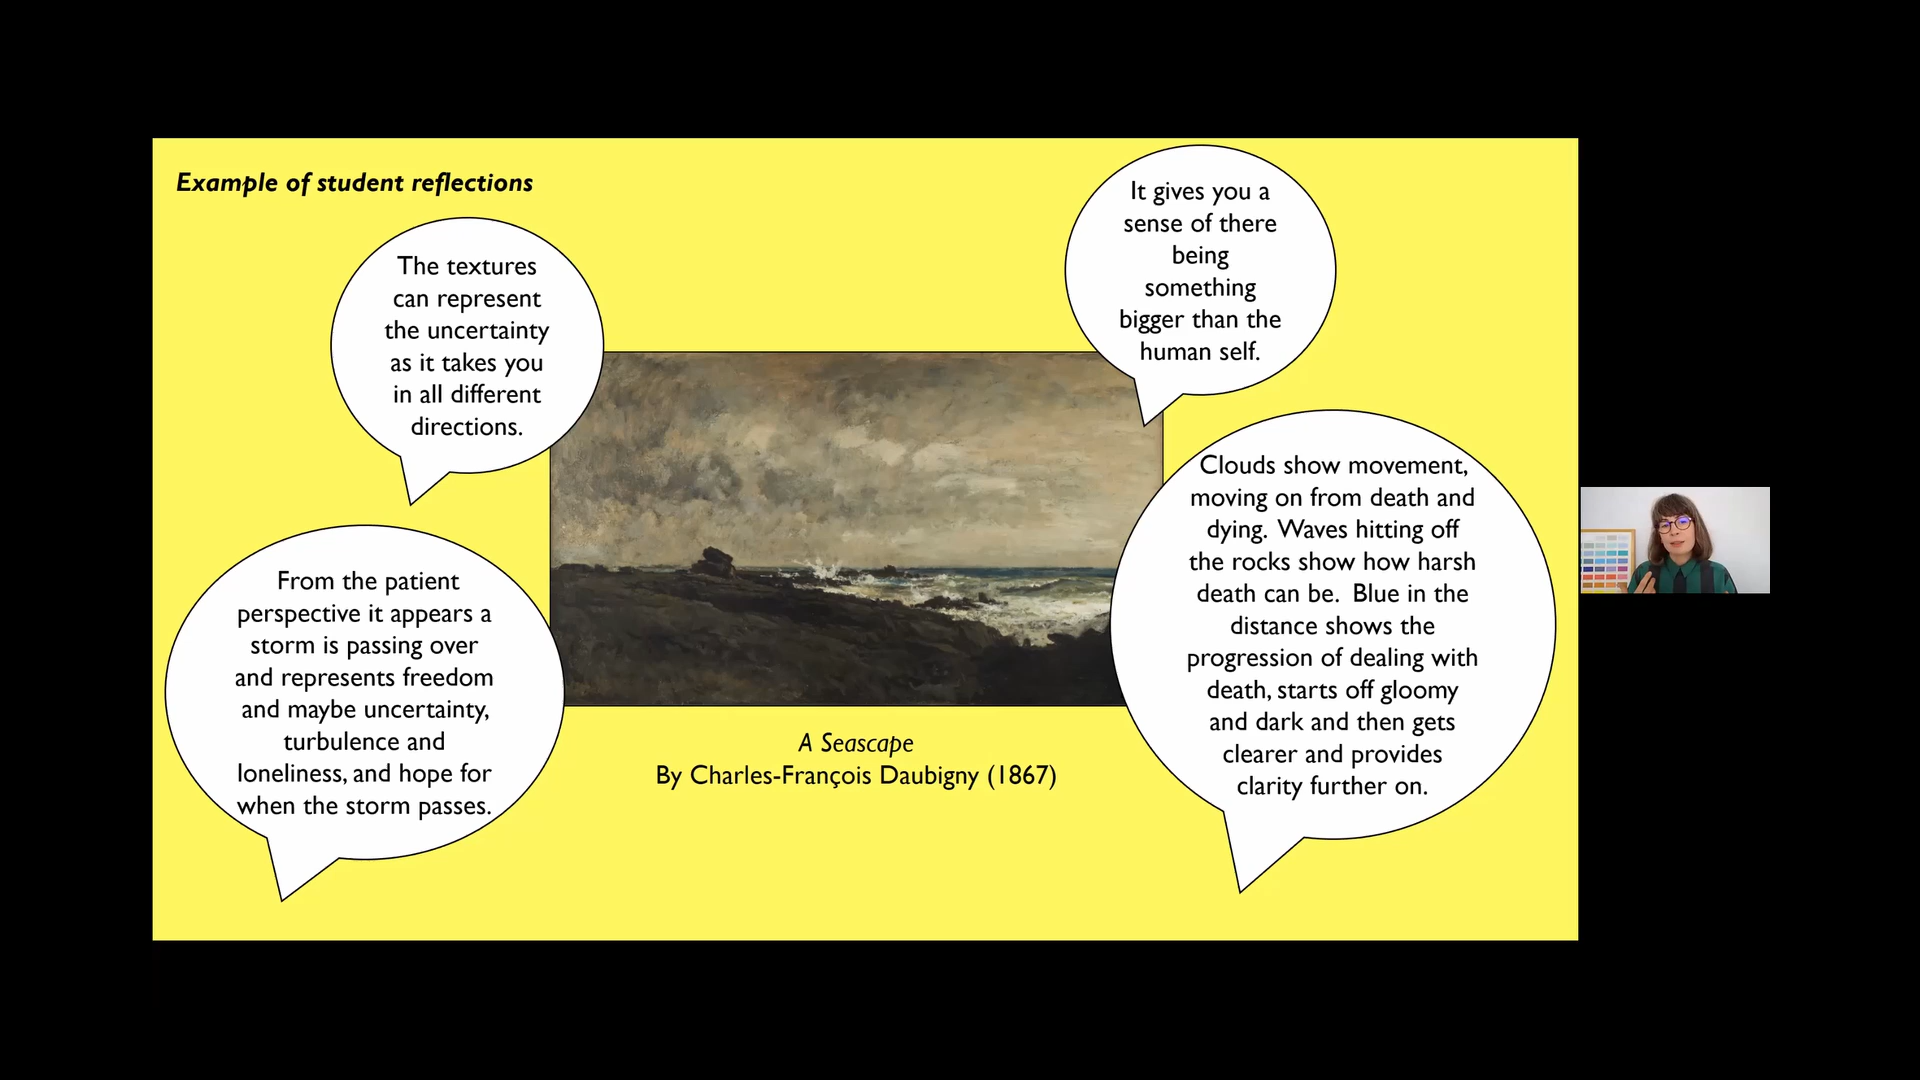 Example of student reflections
The textures
can represent
the uncertainty
as it takes you
in all different
directions.
It gives you a
sense of there
being
something
bigger than the
human self.
From the patient
perspective it appears a
storm is passing over
and represents freedom
and maybe uncertainty,
turbulence and
loneliness, and hope for
when the storm passes.
Clouds show movement,
moving on from death and
dying. Waves hitting off
the rocks show how harsh
death can be. Blue in the
distance shows the
progression of dealing with
death, starts off gloomy
and dark and then gets
clearer and provides
clarity further on.
A Seascape
By Charles-François Daubigny (1867)